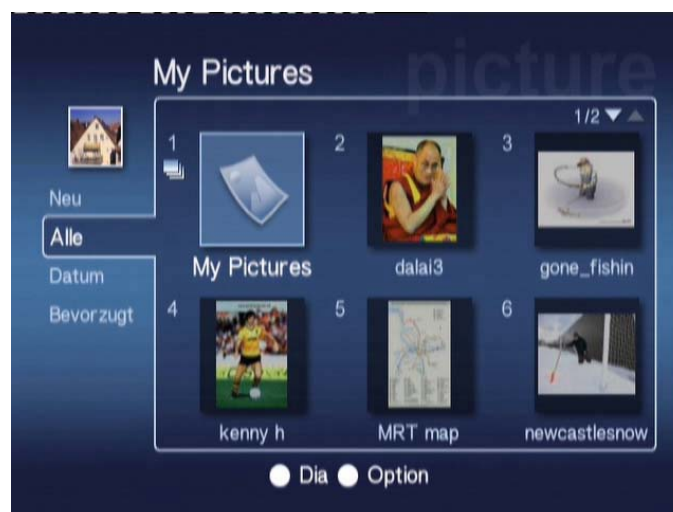 picture
My Pictures
1/2
Neu
Alle
Datum
Bevorzugt
1
My Pictures
2
dalai3
3
gone_fishin
4
kenny h
5
MRT map
6
newcastlesnow
Dia
Option